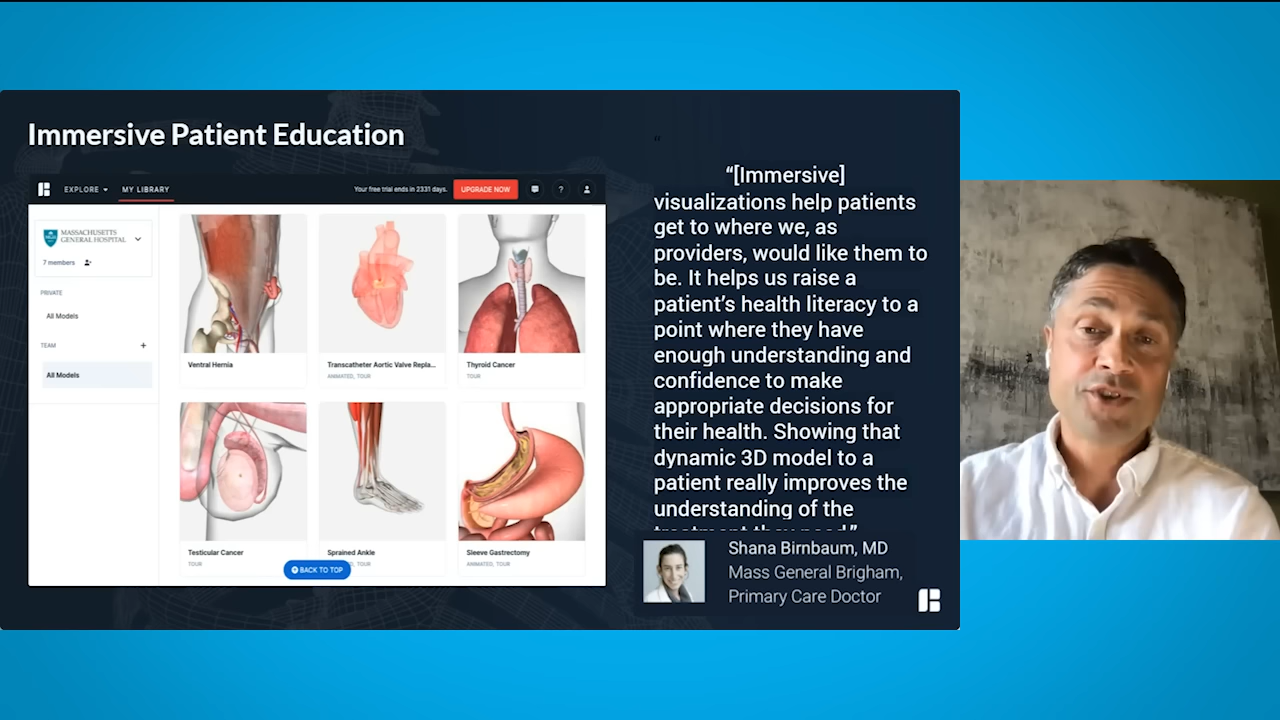 Immersive Patient Education
EXPLORE
MY LIBRARY
Your free trial ends in 2331 days.
UPGRADE NOW
?
MASSACHUSETTS
GENERAL HOSPITAL
7 members
PRIVATE
All Models
TEAM
+
All Models
Ventral Hernia
Transcatheter Aortic Valve Repla...
ANIMATED, TOUR
Thyroid Cancer
TOUR
Testicular Cancer
TOUR
Sprained Ankle
, TOUR
Sleeve Gastrectomy
ANIMATED, TOUR
BACK TO TOP
“
“[Immersive]
visualizations help patients
get to where we, as
providers, would like them to
be. It helps us raise a
patient’s health literacy to a
point where they have
enough understanding and
confidence to make
appropriate decisions for
their health. Showing that
dynamic 3D model to a
patient really improves the
understanding of the
treatment they need”
Shana Birnbaum, MD
Mass General Brigham,
Primary Care Doctor